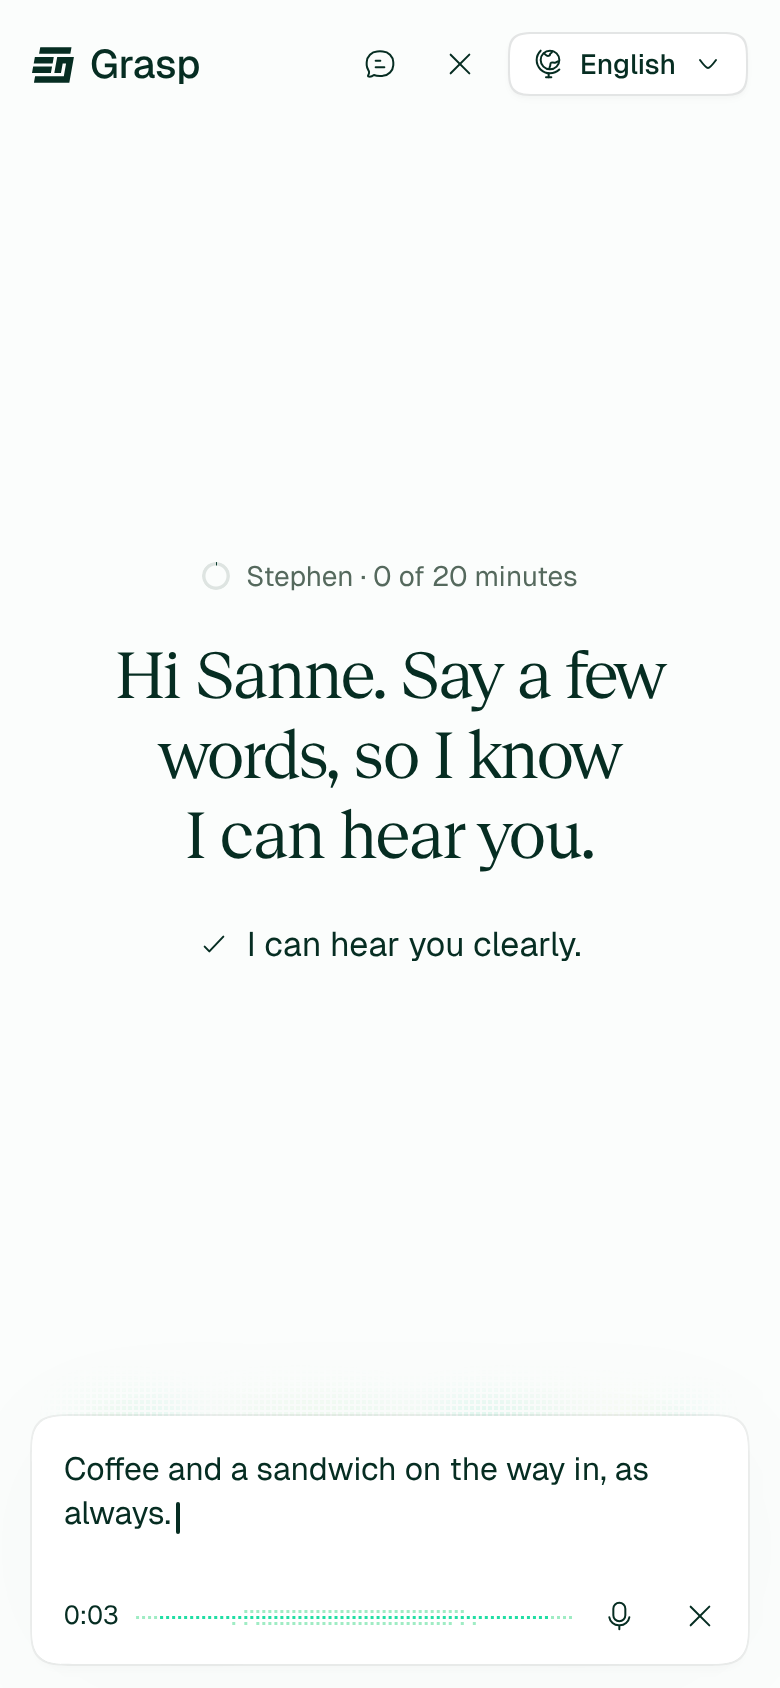 Grasp
English
Stephen · 0 of 20 minutes
Hi Sanne. Say a few
words, so I know
I can hear you.
I can hear you clearly.
Coffee and a sandwich on the way in, as
always.
0:03